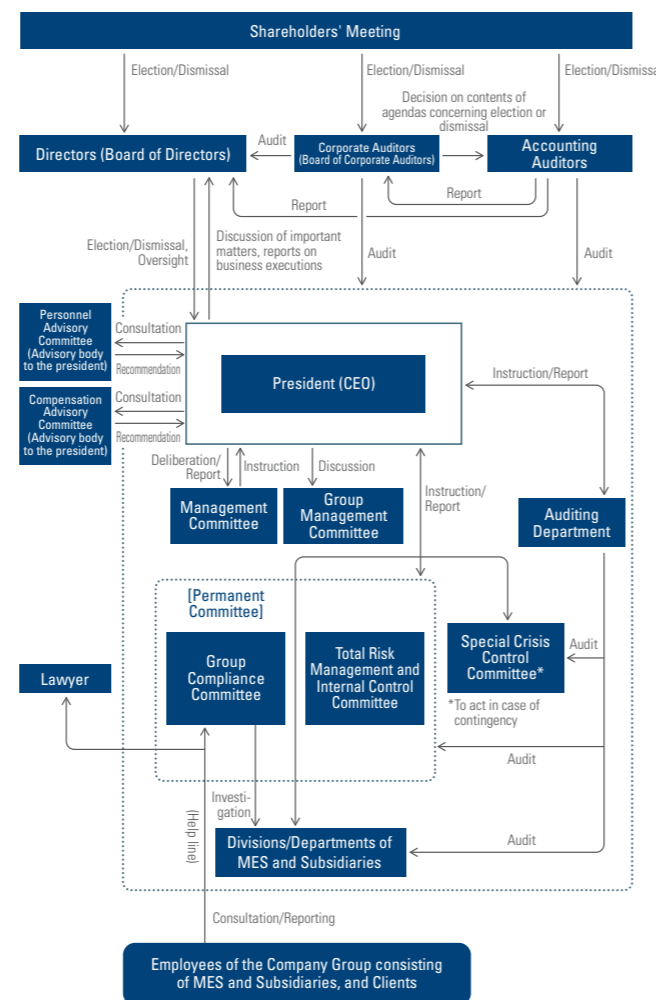 Shareholders' Meeting
Election/Dismissal
Election/Dismissal
Election/Dismissal
Decision on contents of
agendas concerning election or
dismissal
Directors (Board of Directors)
Audit
Corporate Auditors
(Board of Corporate Auditors)
Accounting
Auditors
Report
Report
Election/Dismissal,
Oversight
Discussion of important
matters, reports on
business executions
Audit
Audit
Personnel
Advisory
Committee
(Advisory body
to the president)
Consultation
Recommendation
Compensation
Advisory
Committee
(Advisory body
to the president)
Consultation
Recommendation
President (CEO)
Instruction/Report
Deliberation/
Report
Instruction
Discussion
Instruction/
Report
Management
Committee
Group
Management
Committee
Auditing
Department
[Permanent
Committee]
Group
Compliance
Committee
Total Risk
Management and
Internal Control
Committee
Special Crisis
Control
Committee*
Audit
*To act in case of
contingency
Lawyer
Audit
(Help line)
Investi-
gation
Divisions/Departments of
MES and Subsidiaries
Audit
Consultation/Reporting
Employees of the Company Group consisting
of MES and Subsidiaries, and Clients